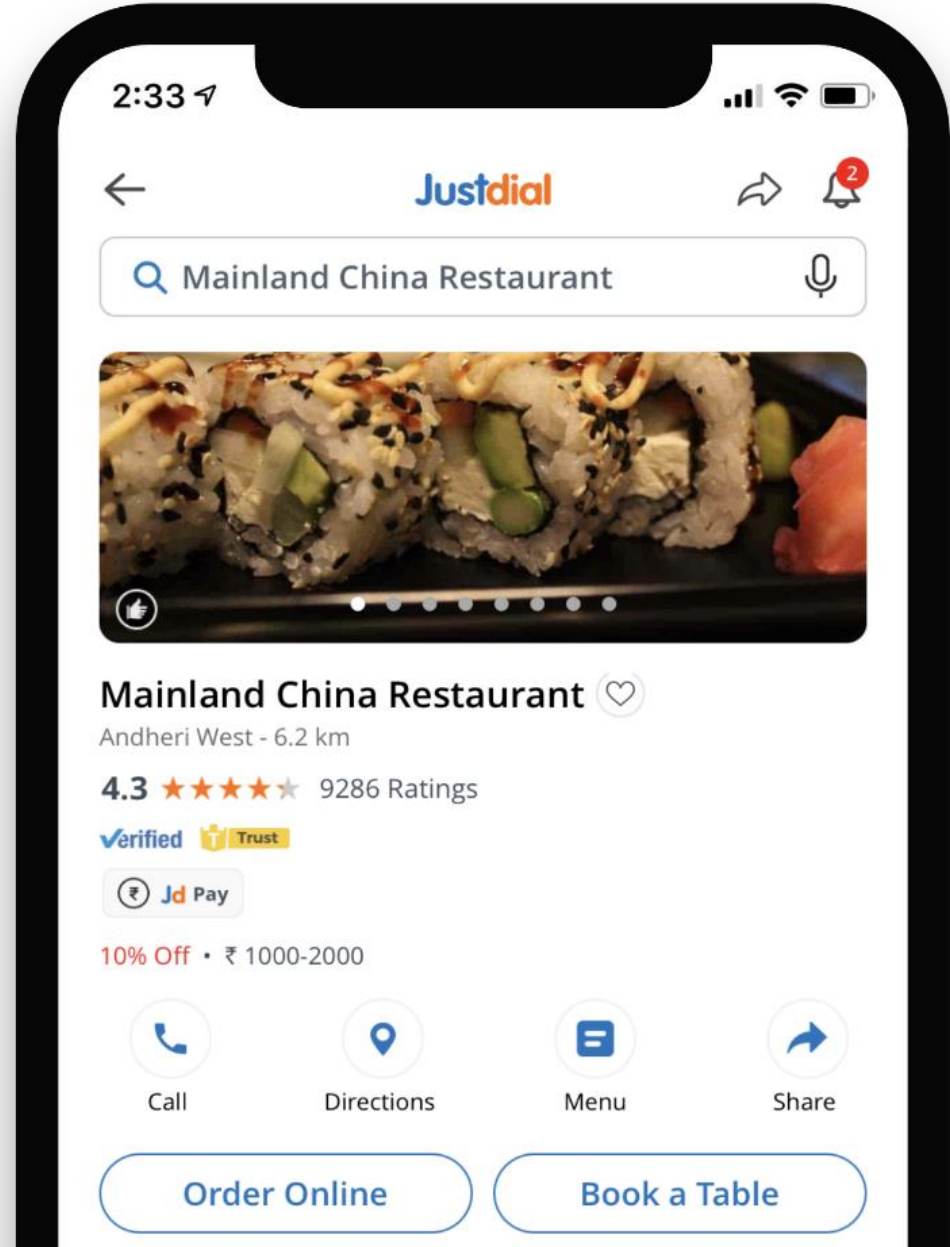 2:33
Justdial
2
Mainland China Restaurant
Mainland China Restaurant
Andheri West - 6.2 km
4.3 9286 Ratings
Verified T Trust
₹ Jd Pay
10% Off • ₹ 1000-2000
Call Directions Menu Share
Order Online Book a Table